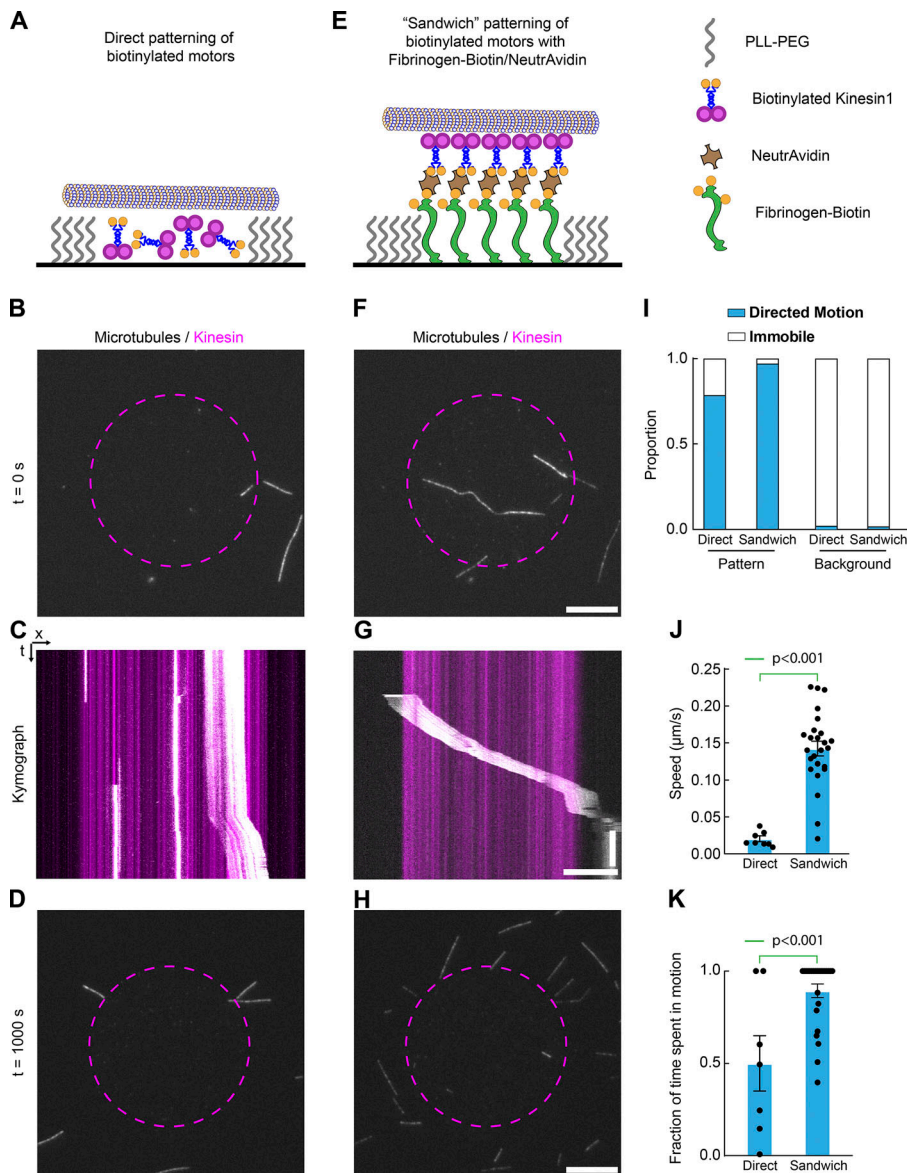 A
Direct patterning of
biotinylated motors
E
“Sandwich” patterning of
biotinylated motors with
Fibrinogen-Biotin/NeutrAvidin
PLL-PEG
Biotinylated Kinesin1
NeutrAvidin
Fibrinogen-Biotin
B
Microtubules / Kinesin
t = 0 s
F
Microtubules / Kinesin
C
x
t
Kymograph
G
D
t = 1000 s
H
I
Directed Motion
Immobile
Proportion
1.0
0.5
0.0
Direct Sandwich Direct Sandwich
Pattern Background
J
p<0.001
Speed (µm/s)
0.25
0.20
0.15
0.10
0.05
0.00
Direct Sandwich
K
p<0.001
Fraction of time spent in motion
1.0
0.5
0.0
Direct Sandwich